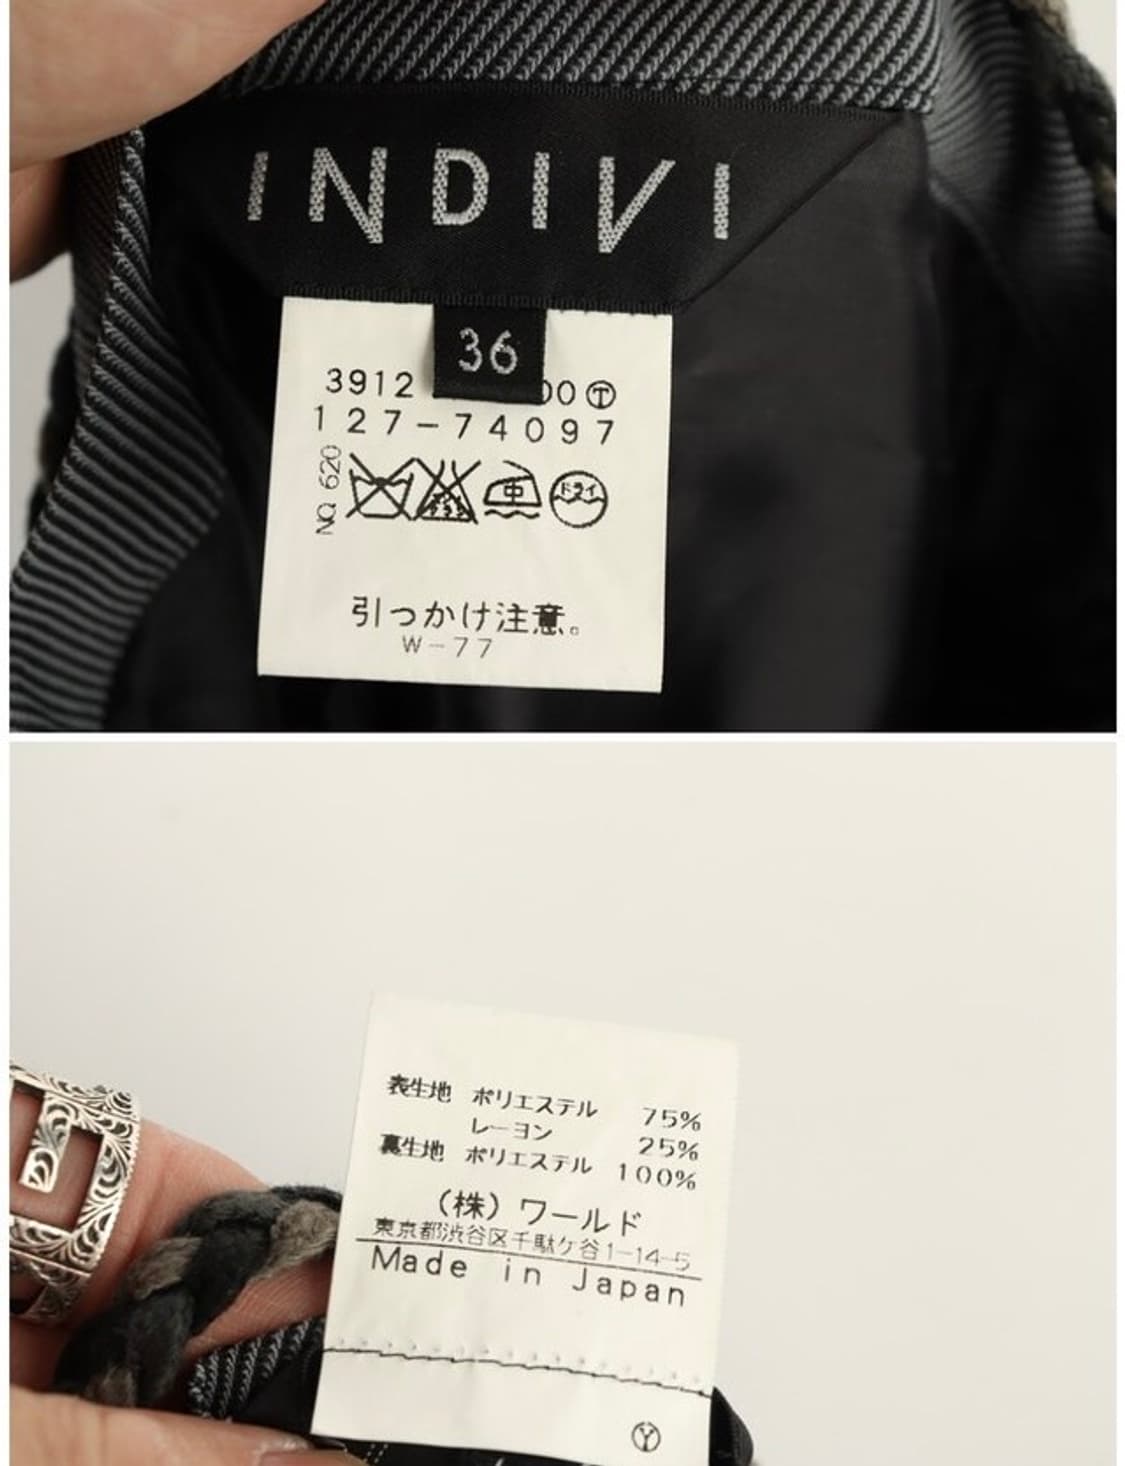 INDIVI
36
3912 00 Ⓣ
127-74097
NO. 620
中 ドライ
引っかけ注意。
W-77
表生地 ポリエステル 75%
レーヨン 25%
裏生地 ポリエステル 100%
(株)ワールド
東京都渋谷区千駄ケ谷1-14-5
Made in Japan
Ⓨ